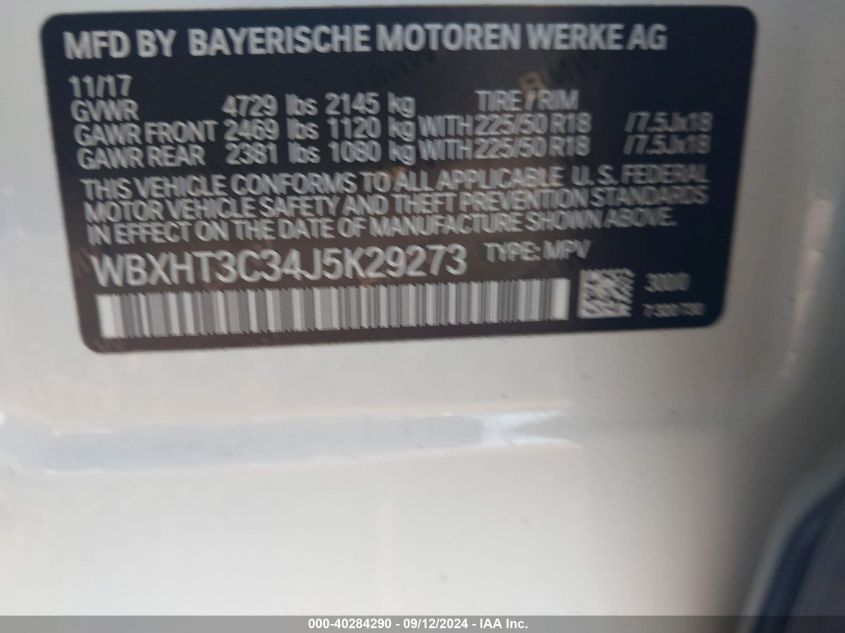 MFD BY BAYERISCHE MOTOREN WERKE AG
11/17
GVWR 4729 lbs 2145 kg TIRE / RIM
GAWR FRONT 2469 lbs 1120 kg WITH 225/50 R18 /7.5Jx18
GAWR REAR 2381 lbs 1080 kg WITH 225/50 R18 /7.5Jx18
THIS VEHICLE CONFORMS TO ALL APPLICABLE U.S. FEDERAL
MOTOR VEHICLE SAFETY AND THEFT PREVENTION STANDARDS
IN EFFECT ON THE DATE OF MANUFACTURE SHOWN ABOVE.
WBXHT3C34J5K29273 TYPE: MPV
000-40284290 - 09/12/2024 - IAA Inc.